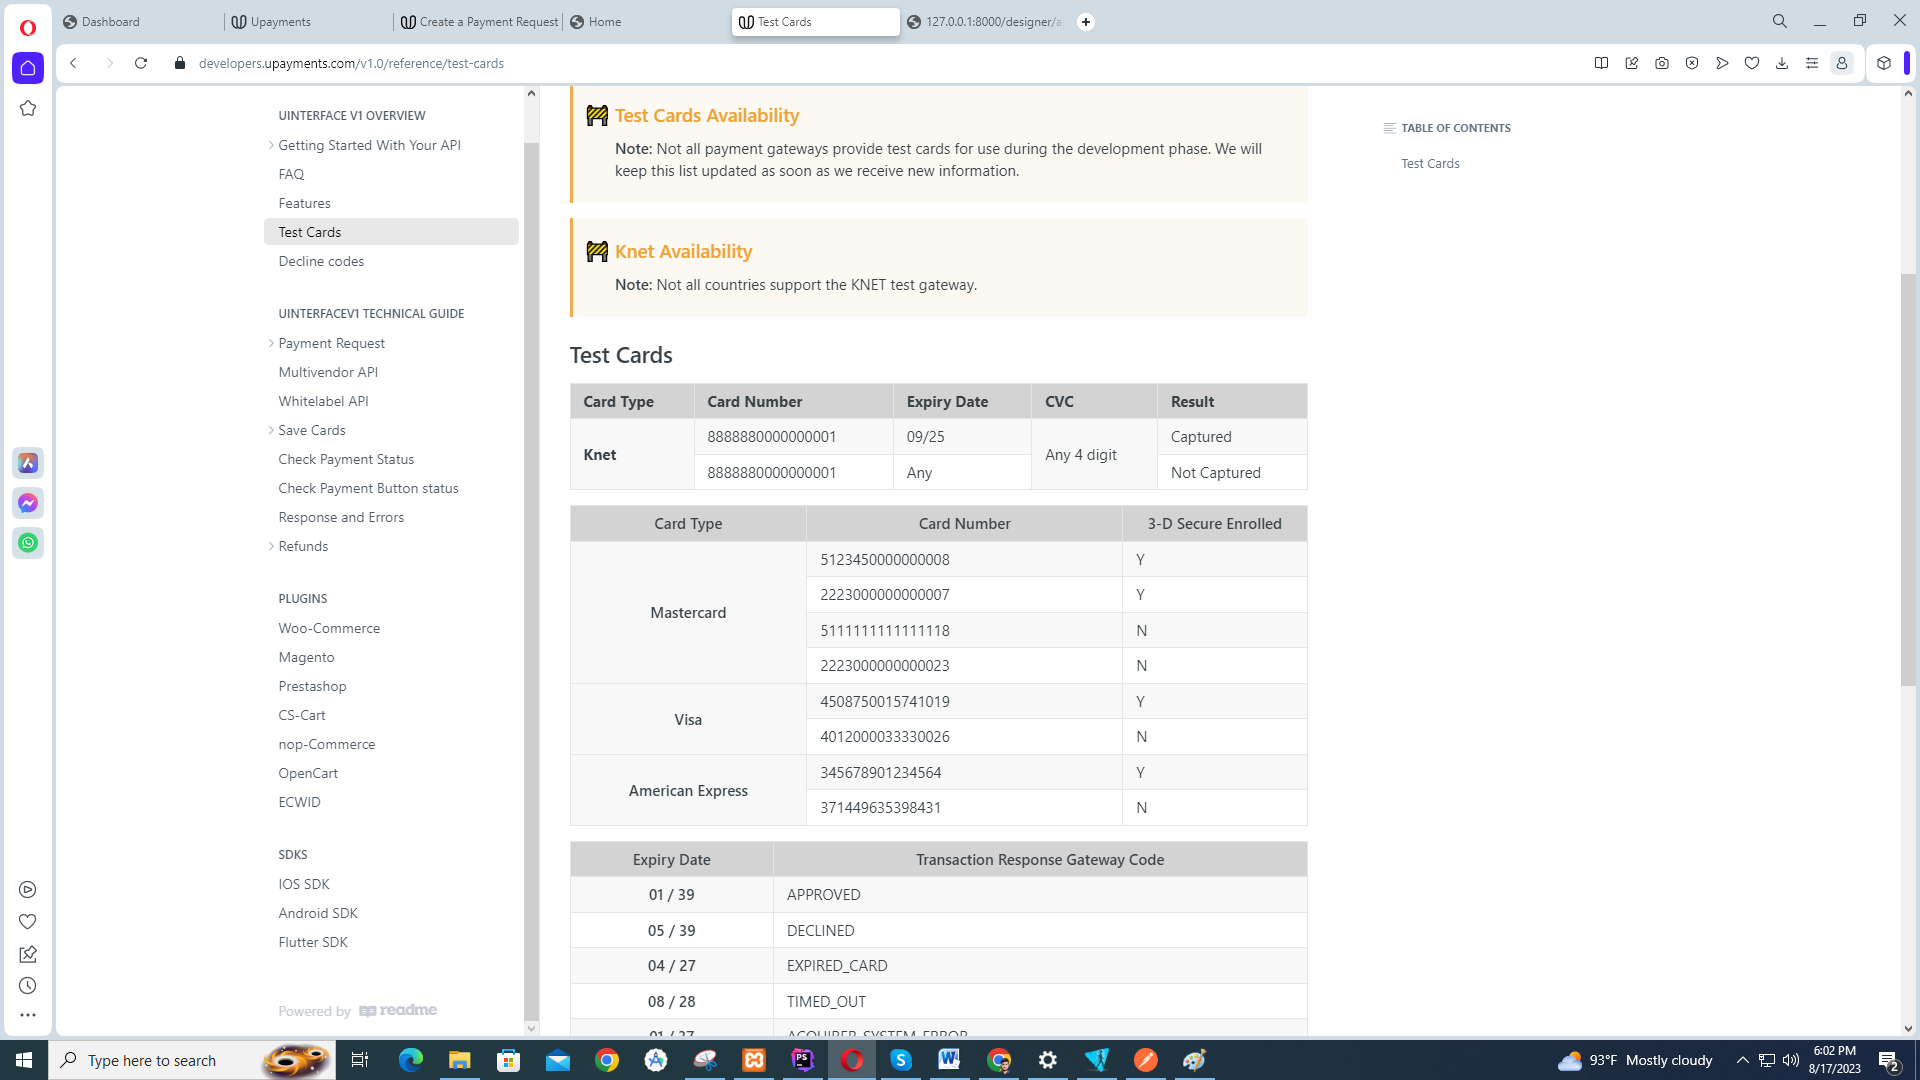 Dashboard
Upayments
Create a Payment Request
Home
Test Cards
127.0.0.1:8000/designer/a
developers.upayments.com/v1.0/reference/test-cards
UINTERFACE V1 OVERVIEW
Getting Started With Your API
FAQ
Features
Test Cards
Decline codes
UINTERFACEV1 TECHNICAL GUIDE
Payment Request
Multivendor API
Whitelabel API
Save Cards
Check Payment Status
Check Payment Button status
Response and Errors
Refunds
PLUGINS
Woo-Commerce
Magento
Prestashop
CS-Cart
nop-Commerce
OpenCart
ECWID
SDKS
IOS SDK
Android SDK
Flutter SDK
Powered by readme
Test Cards Availability
Note: Not all payment gateways provide test cards for use during the development phase. We will
keep this list updated as soon as we receive new information.
Knet Availability
Note: Not all countries support the KNET test gateway.
Test Cards
Card Type Card Number Expiry Date CVC Result
Knet 8888880000000001 09/25 Any 4 digit Captured
8888880000000001 Any Not Captured
Card Type Card Number 3-D Secure Enrolled
Mastercard
5123450000000008 Y
2223000000000007 Y
5111111111111118 N
2223000000000023 N
Visa
4508750015741019 Y
4012000033330026 N
American Express
345678901234564 Y
371449635398431 N
Expiry Date Transaction Response Gateway Code
01 / 39 APPROVED
05 / 39 DECLINED
04 / 27 EXPIRED_CARD
08 / 28 TIMED_OUT
01 / 37 ACQUIRER_SYSTEM_ERROR
TABLE OF CONTENTS
Test Cards
Type here to search
93°F Mostly cloudy
6:02 PM
8/17/2023
2